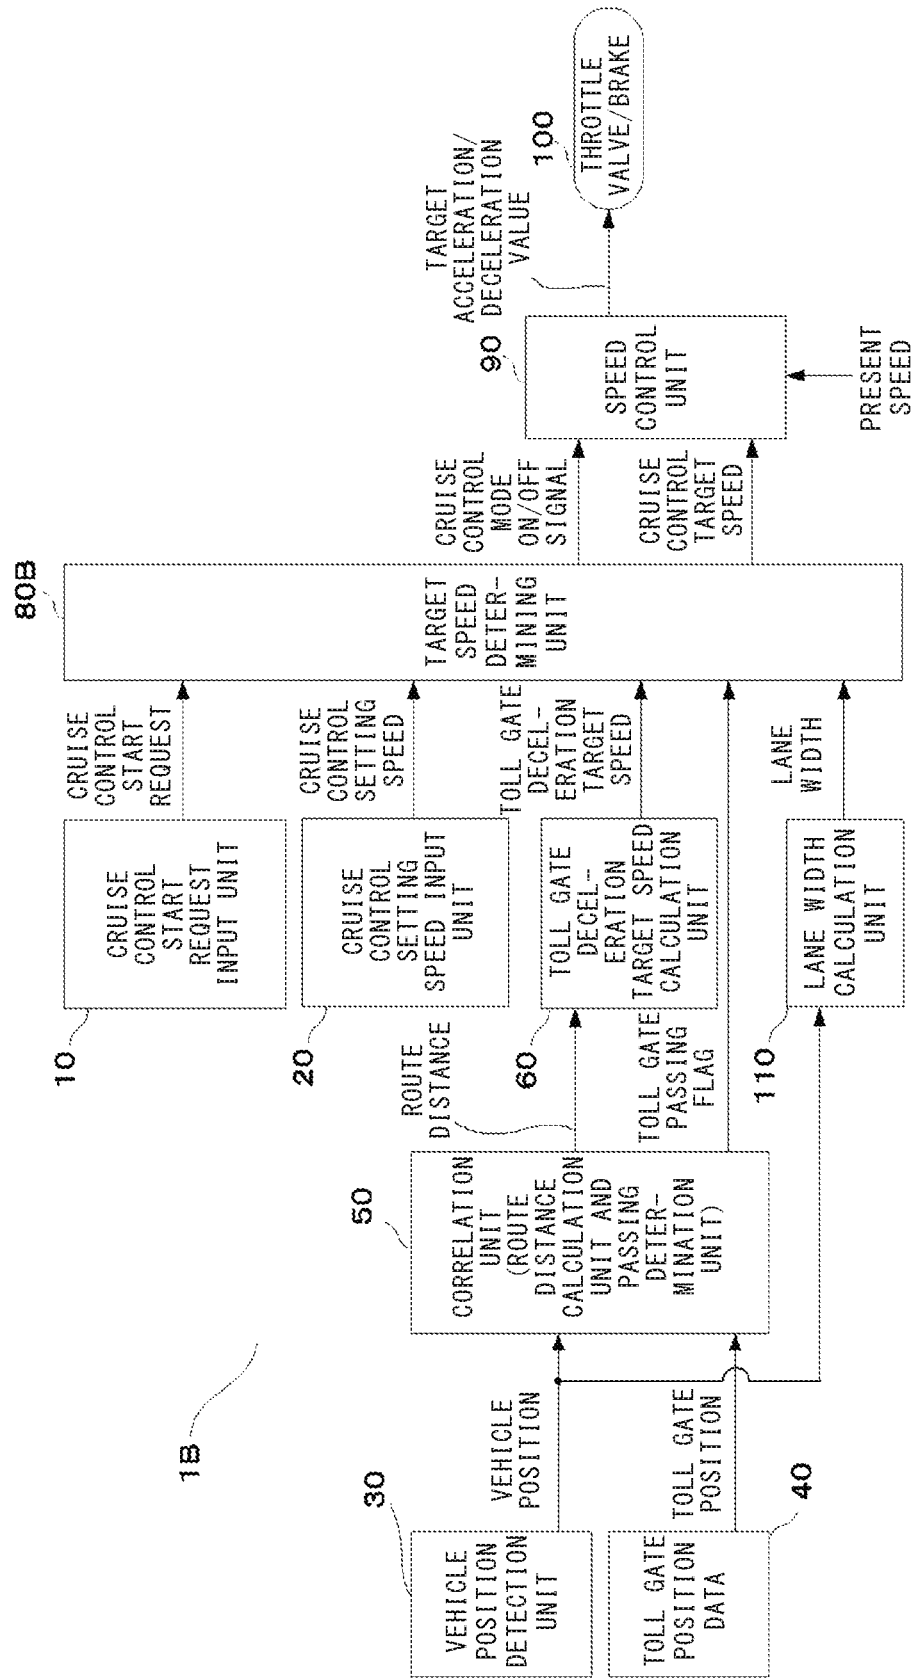 1B
10
CRUISE
CONTROL
START
REQUEST
INPUT UNIT
CRUISE
CONTROL
START
REQUEST
20
CRUISE
CONTROL
SETTING
SPEED INPUT
UNIT
CRUISE
CONTROL
SETTING
SPEED
30
VEHICLE
POSITION
DETECTION
UNIT
VEHICLE
POSITION
TOLL GATE
POSITION
DATA
40
TOLL GATE
POSITION
50
CORRELATION
UNIT
(ROUTE
DISTANCE
CALCULATION
UNIT AND
PASSING
DETER-
MINATION
UNIT)
ROUTE
DISTANCE
TOLL GATE
PASSING
FLAG
60
TOLL GATE
DECEL-
ERATION
TARGET SPEED
CALCULATION
UNIT
TOLL GATE
DECEL-
ERATION
TARGET
SPEED
110
LANE WIDTH
CALCULATION
UNIT
LANE
WIDTH
80B
TARGET
SPEED
DETER-
MINING
UNIT
CRUISE
CONTROL
MODE
ON/OFF
SIGNAL
CRUISE
CONTROL
TARGET
SPEED
90
SPEED
CONTROL
UNIT
PRESENT
SPEED
TARGET
ACCELERATION/
DECELERATION
VALUE
100
THROTTLE
VALVE/BRAKE